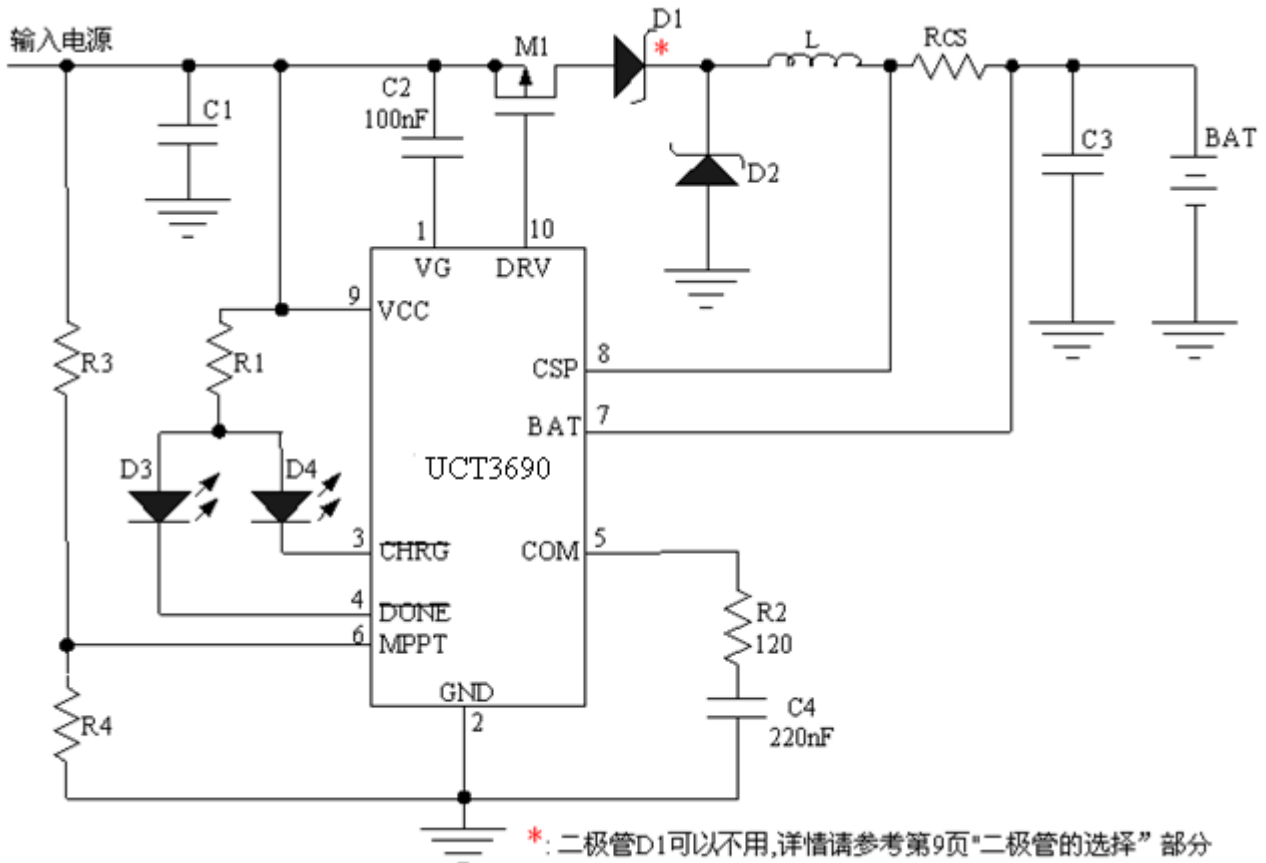 输入电源
D1
*
M1
L
RCS
C2
100nF
C1
C3
BAT
D2
1
10
VG
DRV
9
VCC
R3
R1
CSP
8
BAT
7
UCT3690
D3
D4
3
CHRG
COM
5
4
DONE
6
MPPT
R2
120
GND
2
R4
C4
220nF
*: 二极管D1可以不用,详情请参考第9页"二极管的选择” 部分